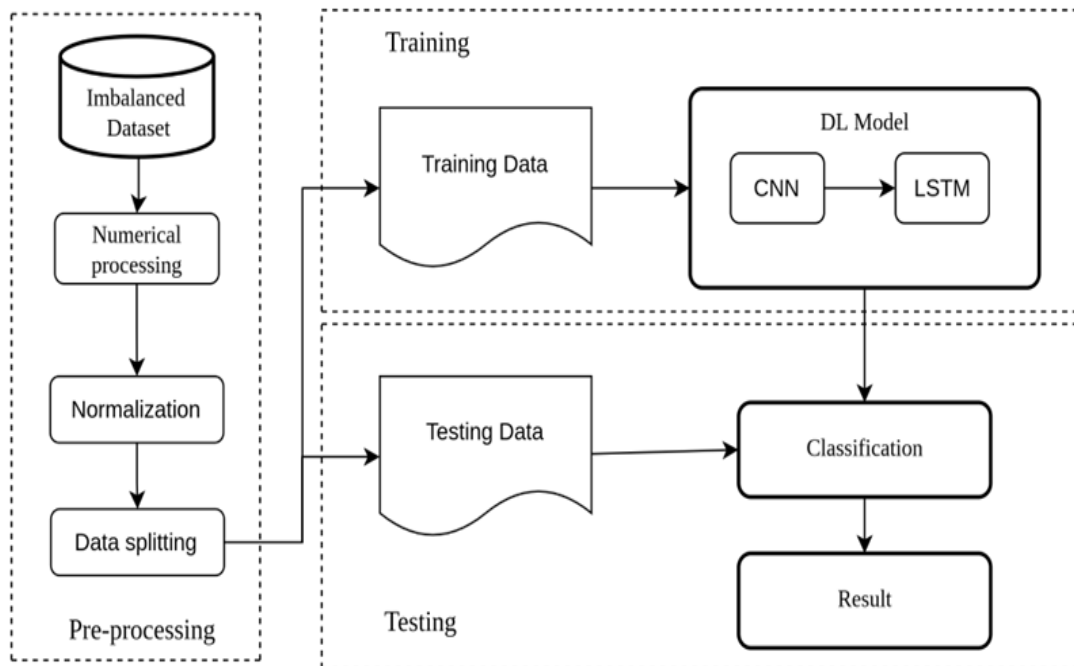 Imbalanced
Dataset
Numerical
processing
Normalization
Data splitting
Pre-processing
Training
Training Data
DL Model
CNN
LSTM
Testing Data
Classification
Result
Testing